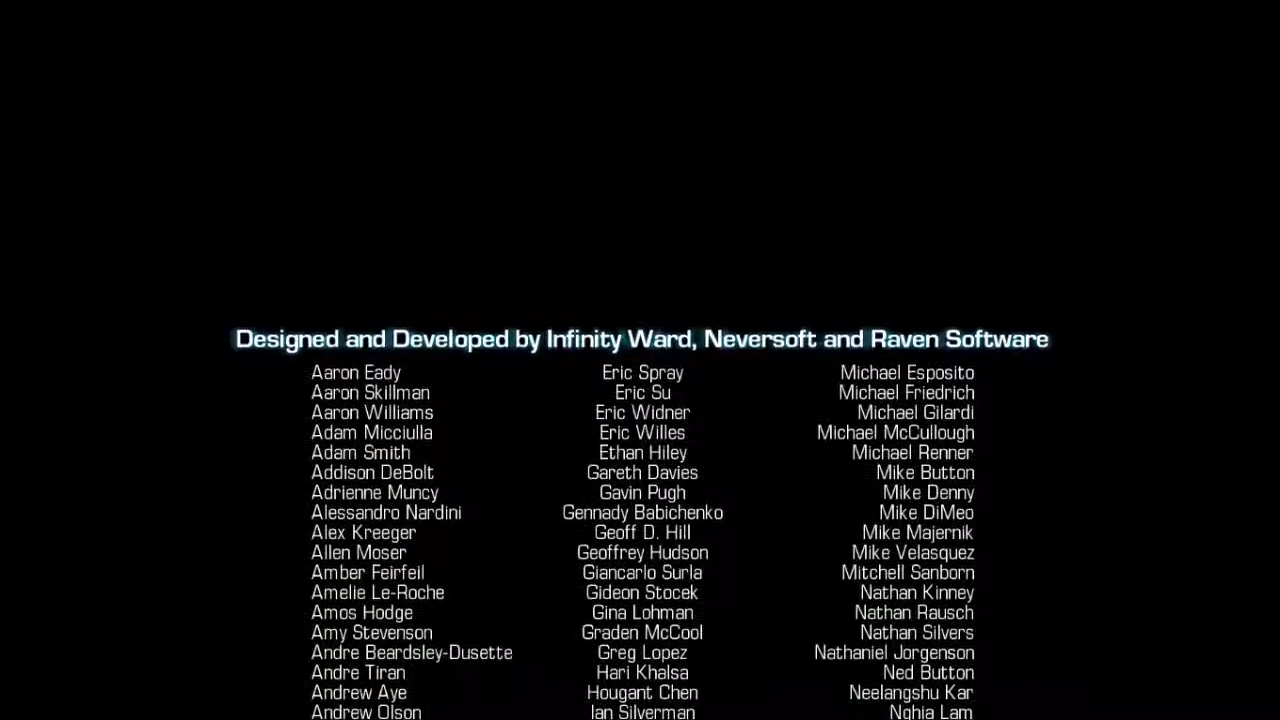 Designed and Developed by Infinity Ward, Neversoft and Raven Software
Aaron Eady Eric Spray Michael Esposito
Aaron Skillman Eric Su Michael Friedrich
Aaron Williams Eric Widner Michael Gilardi
Adam Micciulla Eric Willes Michael McCullough
Adam Smith Ethan Hiley Michael Renner
Addison DeBolt Gareth Davies Mike Button
Adrienne Muncy Gavin Pugh Mike Denny
Alessandro Nardini Gennady Babichenko Mike DiMeo
Alex Kreeger Geoff D. Hill Mike Majernik
Allen Moser Geoffrey Hudson Mike Velasquez
Amber Feirfeil Giancarlo Surla Mitchell Sanborn
Amelie Le-Roche Gideon Stocek Nathan Kinney
Amos Hodge Gina Lohman Nathan Rausch
Amy Stevenson Graden McCool Nathan Silvers
Andre Beardsley-Dusette Greg Lopez Nathaniel Jorgenson
Andre Tiran Hari Khalsa Ned Button
Andrew Aye Hougant Chen Neelangshu Kar
Andrew Olson Ian Silverman Nghia Lam